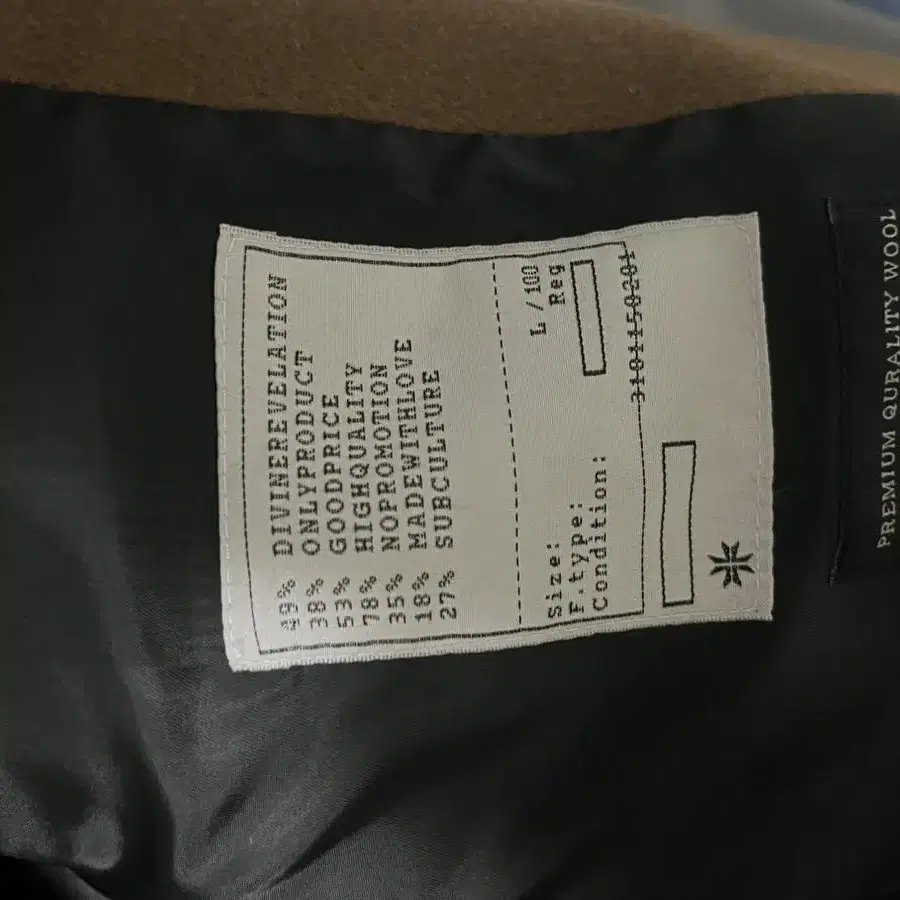 49% DIVINEREVELATION
38% ONLYPRODUCT
53% GOODPRICE
78% HIGHQUALITY
35% NOPROMOTION
18% MADEWITHLOVE
27% SUBCULTURE
Size: L /100
F.type: Reg
Condition:
3101150201
PREMIUM QURALITY WOOL